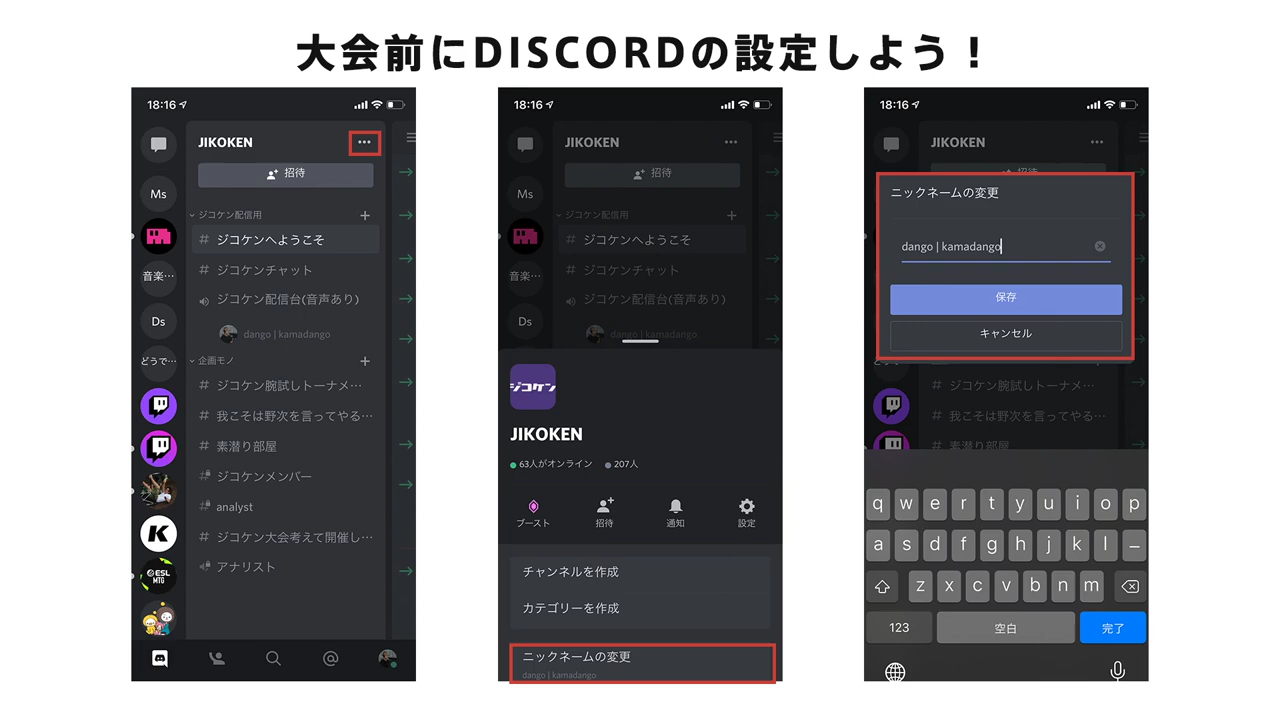 大会前にDISCORDの設定しよう！
18:16
JIKOKEN
招待
Ms
ジコケン配信用
# ジコケンへようこそ
音楽…
# ジコケンチャット
ジコケン配信台(音声あり)
Ds
dango | kamadango
どうで…
企画モノ
# ジコケン腕試しトーナメ…
# 我こそは野次を言ってやる…
# 素潜り部屋
ジコケンメンバー
analyst
K
# ジコケン大会考えて開催し…
ESL
MTG
アナリスト
18:16
JIKOKEN
招待
Ms
ジコケン配信用
# ジコケンへようこそ
音楽…
# ジコケンチャット
ジコケン配信台(音声あり)
Ds
dango | kamadango
ジコケン
JIKOKEN
63人がオンライン 207人
ブースト 招待 通知 設定
チャンネルを作成
カテゴリーを作成
ニックネームの変更
dango | kamadango
18:16
JIKOKEN
招待
ニックネームの変更
dango | kamadango
保存
キャンセル
# ジコケン腕試しトーナメ…
# 我こそは野次を言ってやる…
# 素潜り部屋
q w e r t y u i o p
a s d f g h j k l _
z x c v b n m
123 空白 完了